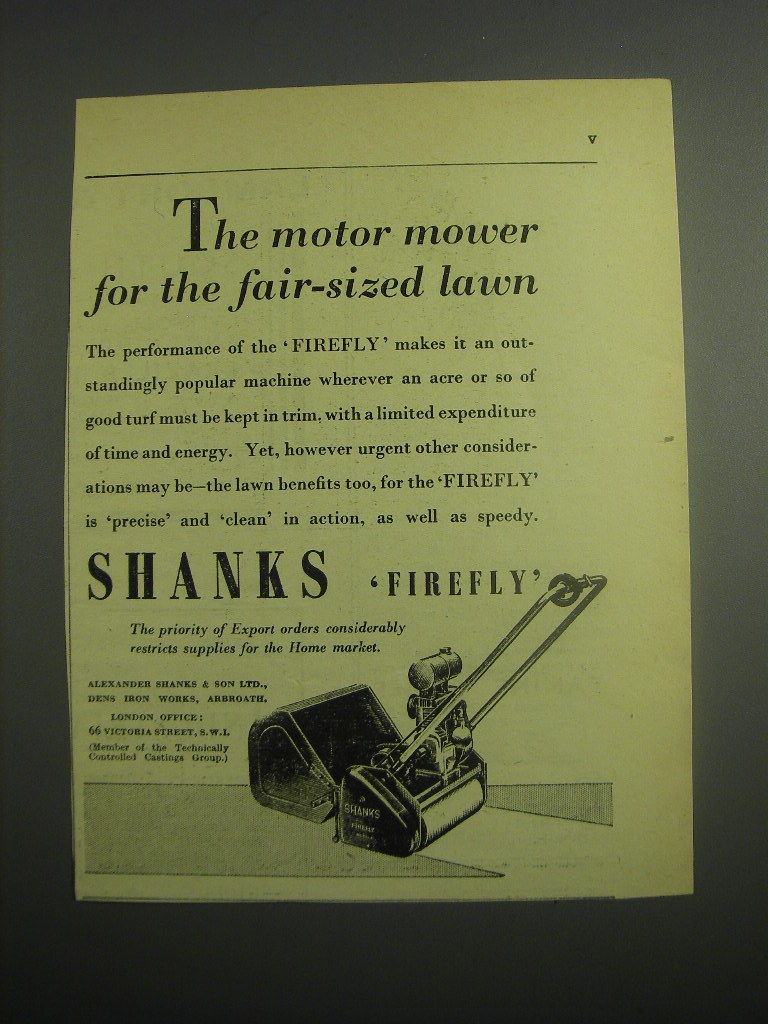 V
The motor mower
for the fair-sized lawn
The performance of the ‘FIREFLY’ makes it an out-
standingly popular machine wherever an acre or so of
good turf must be kept in trim, with a limited expenditure
of time and energy. Yet, however urgent other consider-
ations may be—the lawn benefits too, for the ‘FIREFLY’
is ‘precise’ and ‘clean’ in action, as well as speedy.
SHANKS ‘FIREFLY’
The priority of Export orders considerably
restricts supplies for the Home market.
ALEXANDER SHANKS & SON LTD.,
DENS IRON WORKS, ARBROATH.
LONDON OFFICE:
66 VICTORIA STREET, S.W.1.
(Member of the Technically
Controlled Castings Group.)
SHANKS
FIREFLY